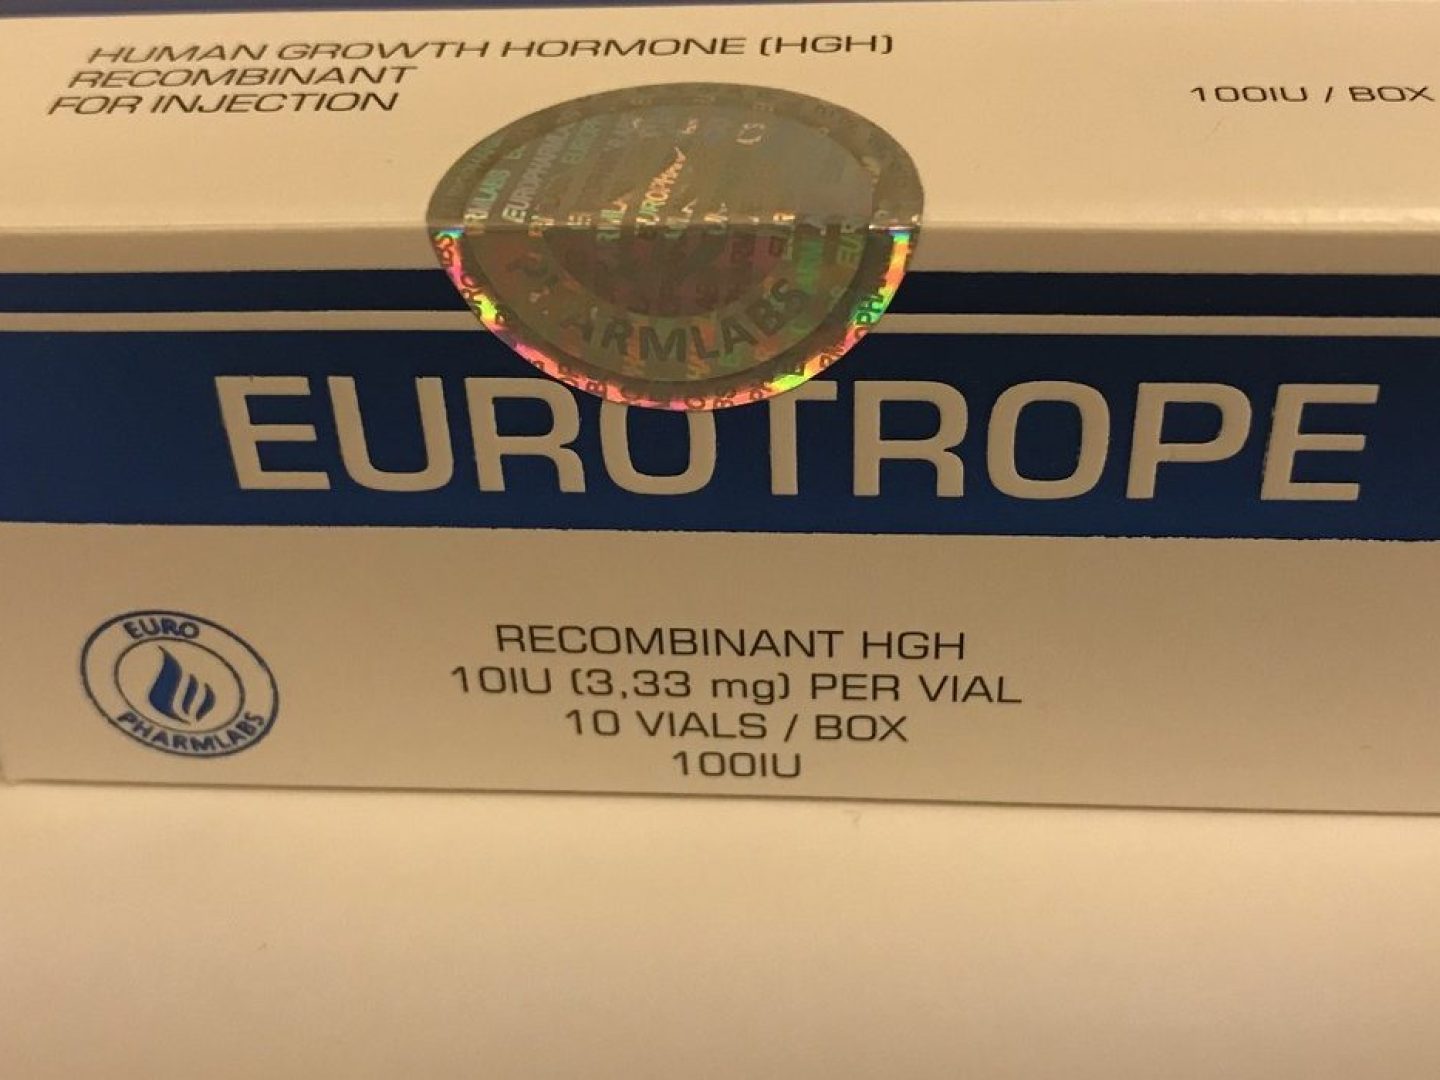 HUMAN GROWTH HORMONE (HGH)
RECOMBINANT
FOR INJECTION
100IU / BOX
ARMLABS
EUROTROPE
EURO
PHARMLABS
RECOMBINANT HGH
10IU (3,33 mg) PER VIAL
10 VIALS / BOX
100IU